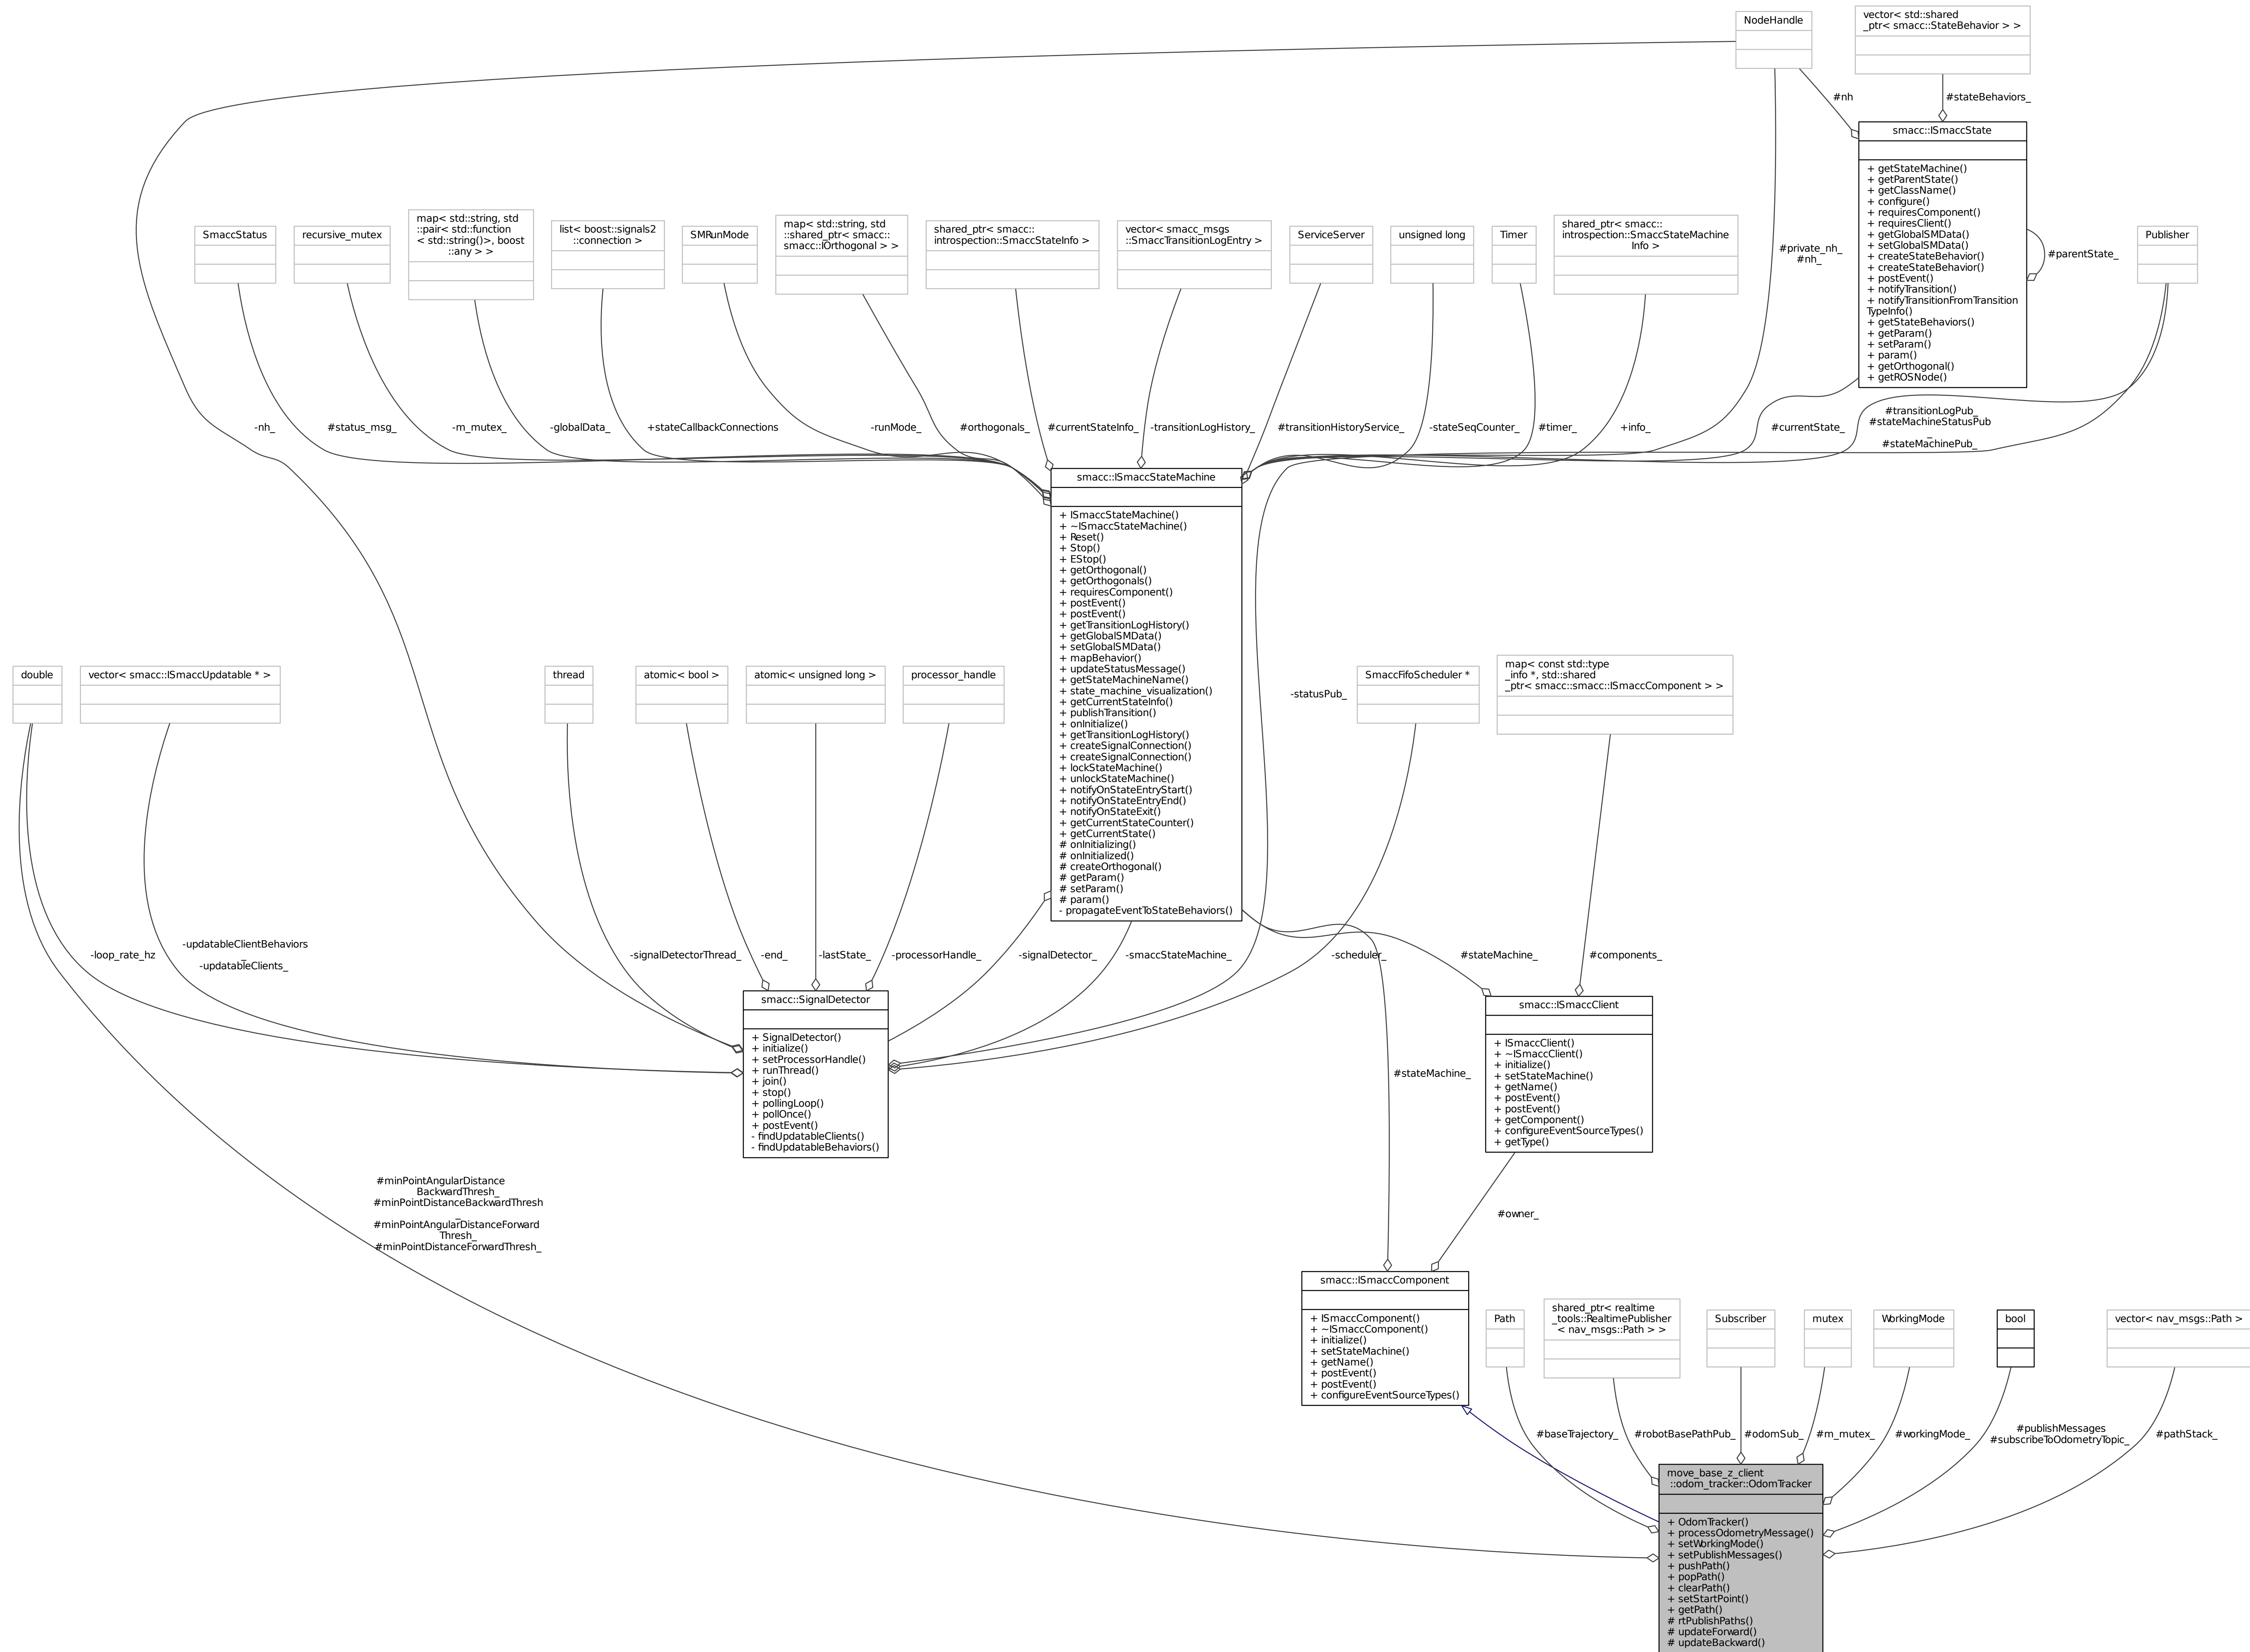 NodeHandle
vector< std::shared
_ptr< smacc::StateBehavior > >
#nh
#stateBehaviors_
smacc::ISmaccState
+ getStateMachine()
+ getParentState()
+ getClassName()
+ configure()
+ requiresComponent()
+ requiresClient()
+ getGlobalSMData()
+ setGlobalSMData()
+ createStateBehavior()
+ createStateBehavior()
+ postEvent()
+ notifyTransition()
+ notifyTransitionFromTransition
TypeInfo()
+ getStateBehaviors()
+ getParam()
+ setParam()
+ param()
+ getOrthogonal()
+ getROSNode()
#parentState_
Publisher
SmaccStatus
recursive_mutex
map< std::string, std
::pair< std::function
< std::string()>, boost
::any > >
list< boost::signals2
::connection >
SMRunMode
map< std::string, std
::shared_ptr< smacc::
smacc::IOrthogonal > >
shared_ptr< smacc::
introspection::SmaccStateInfo >
vector< smacc_msgs
::SmaccTransitionLogEntry >
ServiceServer
unsigned long
Timer
shared_ptr< smacc::
introspection::SmaccStateMachine
Info >
#private_nh_
#nh_
-nh_
#status_msg_
-m_mutex_
-globalData_
+stateCallbackConnections
-runMode_
#orthogonals_
#currentStateInfo_
-transitionLogHistory_
#transitionHistoryService_
-stateSeqCounter_
#timer_
+info_
#currentState_
#transitionLogPub_
#stateMachineStatusPub
_
#stateMachinePub_
smacc::ISmaccStateMachine
+ ISmaccStateMachine()
+ ~ISmaccStateMachine()
+ Reset()
+ Stop()
+ EStop()
+ getOrthogonal()
+ getOrthogonals()
+ requiresComponent()
+ postEvent()
+ postEvent()
+ getTransitionLogHistory()
+ getGlobalSMData()
+ setGlobalSMData()
+ mapBehavior()
+ updateStatusMessage()
+ getStateMachineName()
+ state_machine_visualization()
+ getCurrentStateInfo()
+ publishTransition()
+ onInitialize()
+ getTransitionLogHistory()
+ createSignalConnection()
+ createSignalConnection()
+ lockStateMachine()
+ unlockStateMachine()
+ notifyOnStateEntryStart()
+ notifyOnStateEntryEnd()
+ notifyOnStateExit()
+ getCurrentStateCounter()
+ getCurrentState()
# onInitializing()
# onInitialized()
# createOrthogonal()
# getParam()
# setParam()
# param()
- propagateEventToStateBehaviors()
double
vector< smacc::ISmaccUpdatable * >
thread
atomic< bool >
atomic< unsigned long >
processor_handle
-statusPub_
SmaccFifoScheduler *
map< const std::type
_info *, std::shared
_ptr< smacc::smacc::ISmaccComponent > >
-loop_rate_hz
-updatableClientBehaviors
_
-updatableClients_
-signalDetectorThread_
-end_
-lastState_
-processorHandle_
-signalDetector_
-smaccStateMachine_
-scheduler_
#stateMachine_
#components_
smacc::SignalDetector
+ SignalDetector()
+ initialize()
+ setProcessorHandle()
+ runThread()
+ join()
+ stop()
+ pollingLoop()
+ pollOnce()
+ postEvent()
- findUpdatableClients()
- findUpdatableBehaviors()
#stateMachine_
smacc::ISmaccClient
+ ISmaccClient()
+ ~ISmaccClient()
+ initialize()
+ setStateMachine()
+ getName()
+ postEvent()
+ postEvent()
+ getComponent()
+ configureEventSourceTypes()
+ getType()
#minPointAngularDistance
BackwardThresh_
#minPointDistanceBackwardThresh
_
#minPointAngularDistanceForward
Thresh_
#minPointDistanceForwardThresh_
#owner_
smacc::ISmaccComponent
+ ISmaccComponent()
+ ~ISmaccComponent()
+ initialize()
+ setStateMachine()
+ getName()
+ postEvent()
+ postEvent()
+ configureEventSourceTypes()
Path
shared_ptr< realtime
_tools::RealtimePublisher
< nav_msgs::Path > >
Subscriber
mutex
WorkingMode
bool
vector< nav_msgs::Path >
#baseTrajectory_
#robotBasePathPub_
#odomSub_
#m_mutex_
#workingMode_
#publishMessages
#subscribeToOdometryTopic_
#pathStack_
move_base_z_client
::odom_tracker::OdomTracker
+ OdomTracker()
+ processOdometryMessage()
+ setWorkingMode()
+ setPublishMessages()
+ pushPath()
+ popPath()
+ clearPath()
+ setStartPoint()
+ getPath()
# rtPublishPaths()
# updateForward()
# updateBackward()